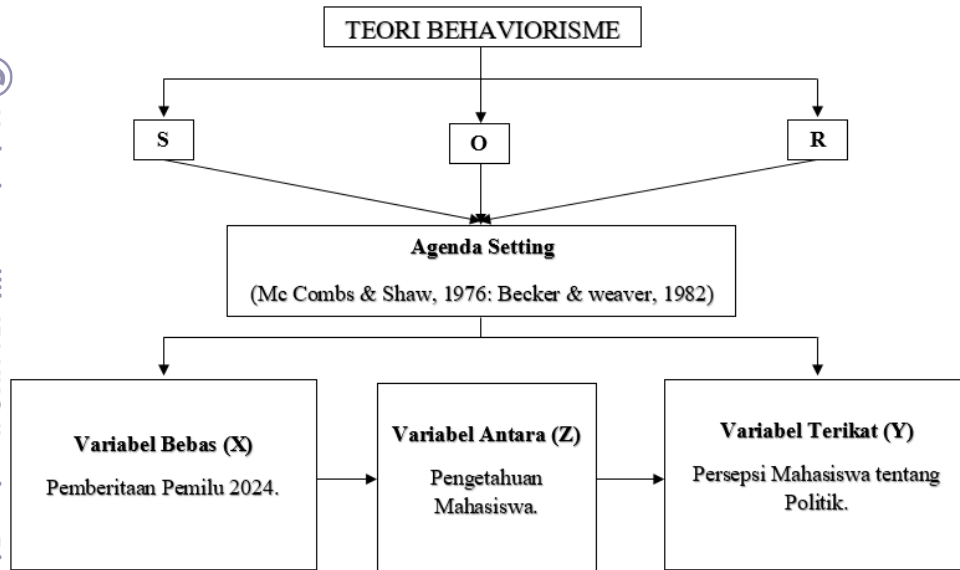 TEORI BEHAVIORISME
S
O
R
Agenda Setting
(Mc Combs & Shaw, 1976: Becker & weaver, 1982)
Variabel Bebas (X)
Pemberitaan Pemilu 2024.
Variabel Antara (Z)
Pengetahuan
Mahasiswa.
Variabel Terikat (Y)
Persepsi Mahasiswa tentang
Politik.